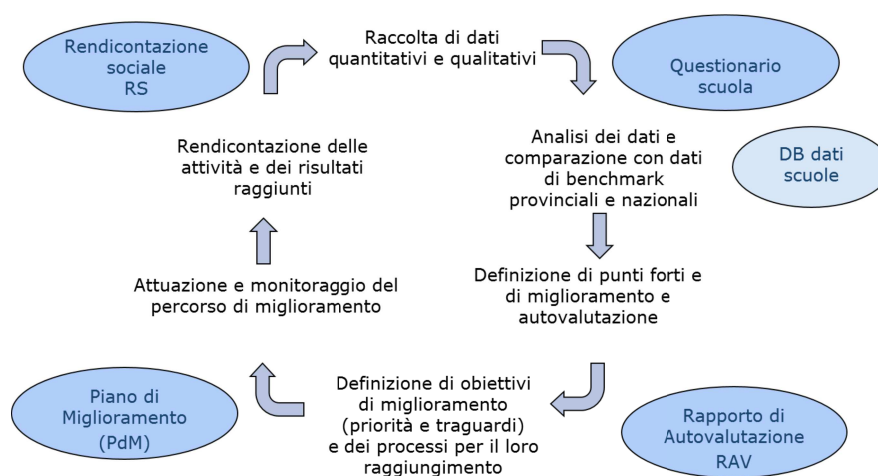 Rendicontazione
sociale
RS
Raccolta di dati
quantitativi e qualitativi
Questionario
scuola
Analisi dei dati e
comparazione con dati
di benchmark
provinciali e nazionali
DB dati
scuole
Definizione di punti forti e
di miglioramento e
autovalutazione
Rapporto di
Autovalutazione
RAV
Definizione di obiettivi
di miglioramento
(priorità e traguardi)
e dei processi per il loro
raggiungimento
Piano di
Miglioramento
(PdM)
Attuazione e monitoraggio del
percorso di miglioramento
Rendicontazione delle
attività e dei risultati
raggiunti